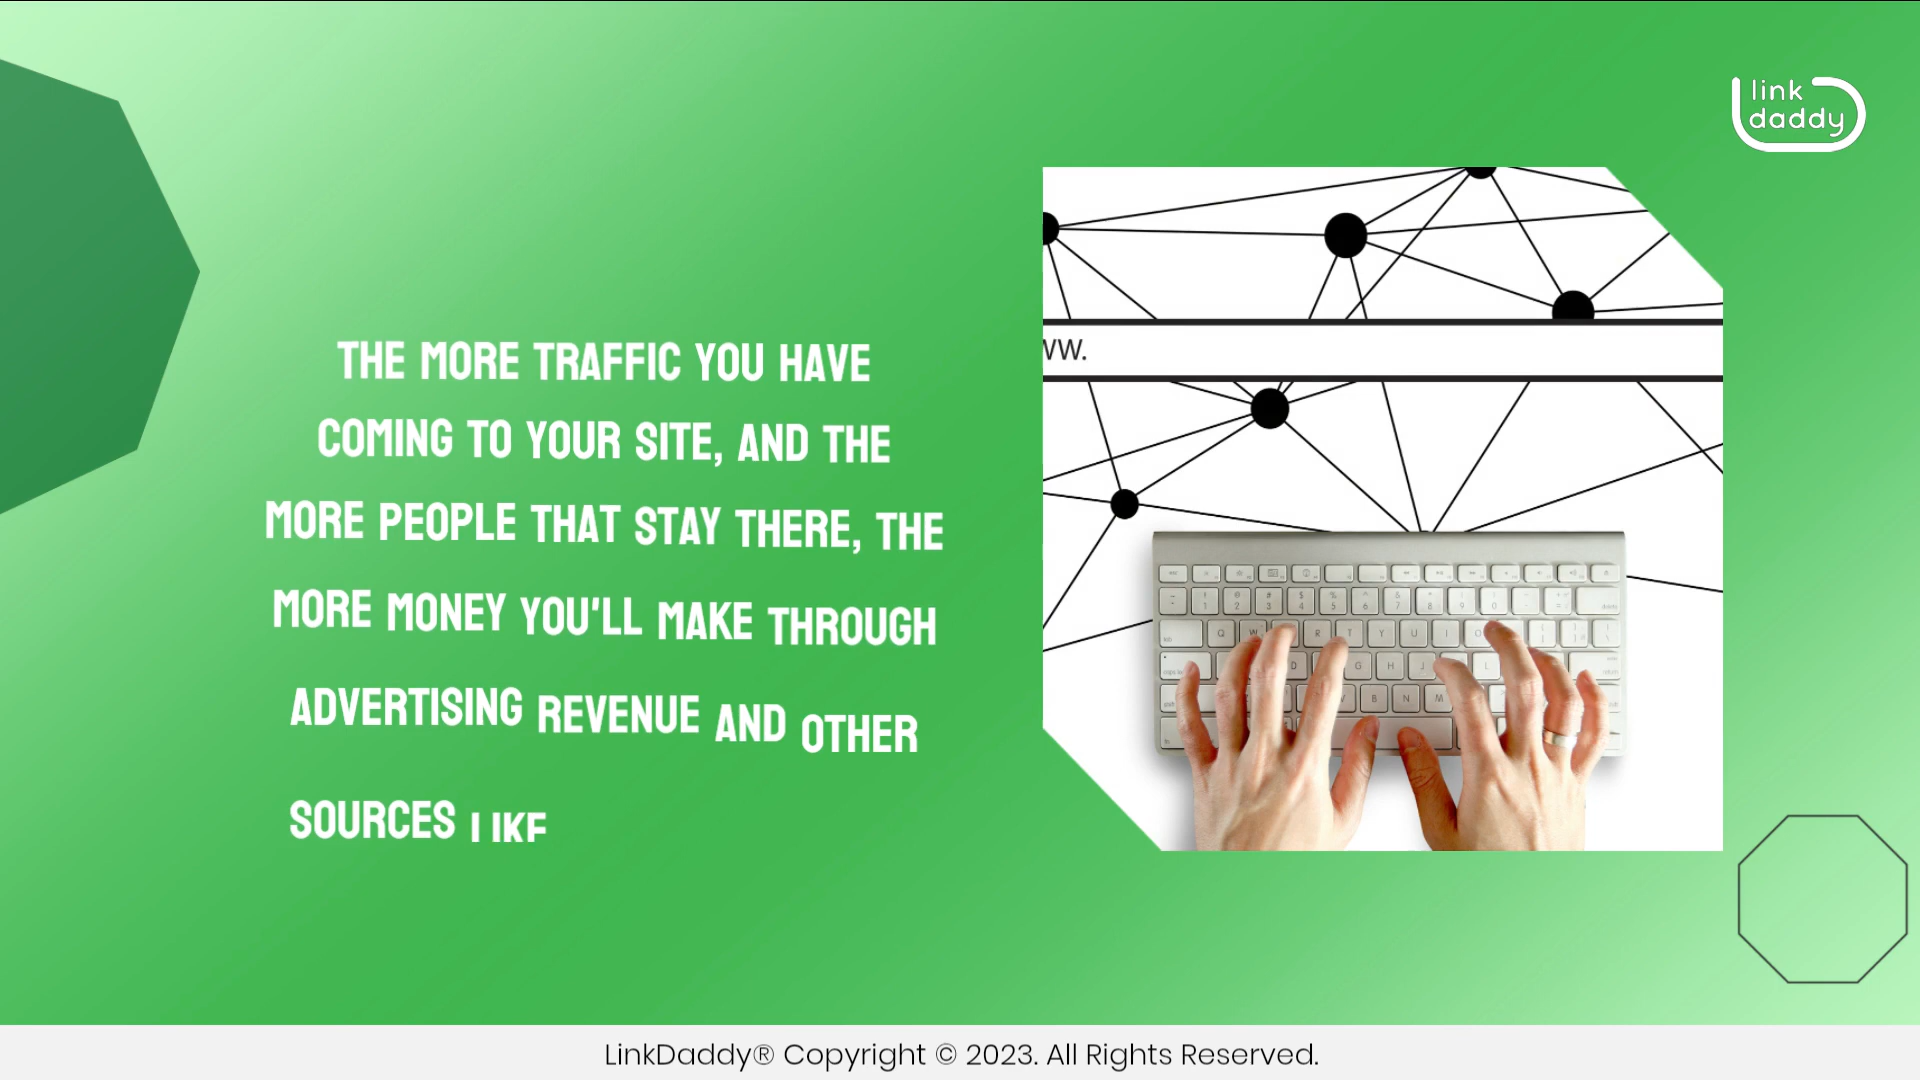 link
daddy
THE MORE TRAFFIC YOU HAVE
COMING TO YOUR SITE, AND THE
MORE PEOPLE THAT STAY THERE, THE
MORE MONEY YOU'LL MAKE THROUGH
ADVERTISING REVENUE AND OTHER
SOURCES LIKE
WW.
LinkDaddy® Copyright © 2023. All Rights Reserved.